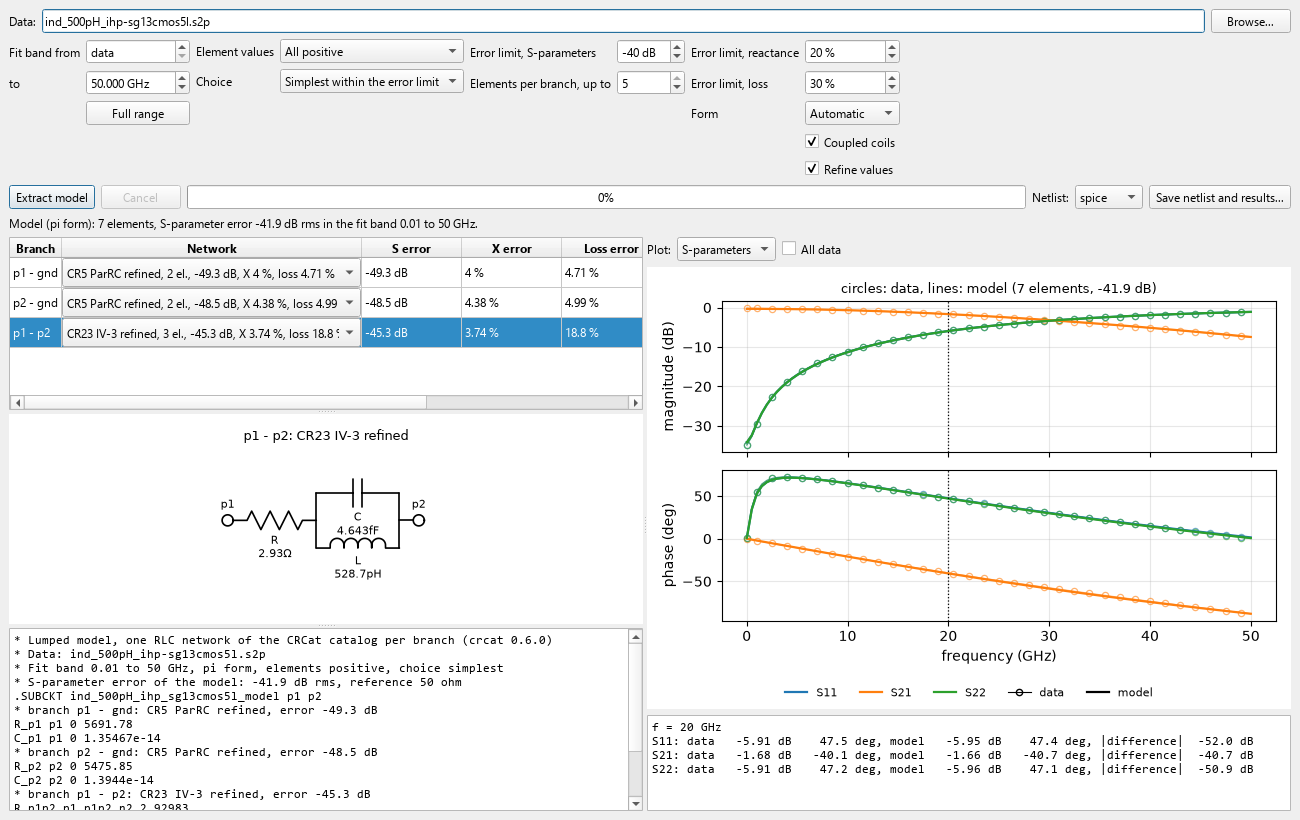 Data: ind_500pH_ihp-sg13cmos5l.s2p Browse...
Fit band from data Element values All positive Error limit, S-parameters -40 dB Error limit, reactance 20 %
to 50.000 GHz Choice Simplest within the error limit Elements per branch, up to 5 Error limit, loss 30 %
Full range Form Automatic
Coupled coils
Refine values
Extract model Cancel 0% Netlist: spice Save netlist and results...
Model (pi form): 7 elements, S-parameter error -41.9 dB rms in the fit band 0.01 to 50 GHz.
Branch Network S error X error Loss error
p1 - gnd CR5 ParRC refined, 2 el., -49.3 dB, X 4 %, loss 4.71 % -49.3 dB 4 % 4.71 %
p2 - gnd CR5 ParRC refined, 2 el., -48.5 dB, X 4.38 %, loss 4.99 -48.5 dB 4.38 % 4.99 %
p1 - p2 CR23 IV-3 refined, 3 el., -45.3 dB, X 3.74 %, loss 18.8 -45.3 dB 3.74 % 18.8 %
p1 - p2: CR23 IV-3 refined
p1
R
2.93Ω
C
4.643fF
L
528.7pH
p2
* Lumped model, one RLC network of the CRCat catalog per branch (crcat 0.6.0)
* Data: ind_500pH_ihp-sg13cmos5l.s2p
* Fit band 0.01 to 50 GHz, pi form, elements positive, choice simplest
* S-parameter error of the model: -41.9 dB rms, reference 50 ohm
.SUBCKT ind_500pH_ihp_sg13cmos5l_model p1 p2
* branch p1 - gnd: CR5 ParRC refined, error -49.3 dB
R_p1 p1 0 5691.78
C_p1 p1 0 1.35467e-14
* branch p2 - gnd: CR5 ParRC refined, error -48.5 dB
R_p2 p2 0 5475.85
C_p2 p2 0 1.3944e-14
* branch p1 - p2: CR23 IV-3 refined, error -45.3 dB
R_p1p2 p1 p1p2_p2 2.92983
Plot: S-parameters All data
circles: data, lines: model (7 elements, -41.9 dB)
magnitude (dB)
0
−10
−20
−30
phase (deg)
50
0
−50
0 10 20 30 40 50
frequency (GHz)
S11 S21 S22 data model
f = 20 GHz
S11: data -5.91 dB 47.5 deg, model -5.95 dB 47.4 deg, |difference| -52.0 dB
S21: data -1.68 dB -40.1 deg, model -1.66 dB -40.7 deg, |difference| -40.7 dB
S22: data -5.91 dB 47.2 deg, model -5.96 dB 47.1 deg, |difference| -50.9 dB